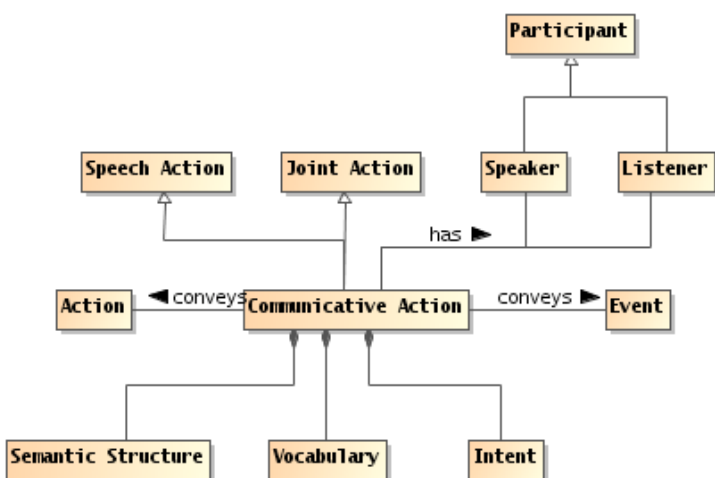 Participant
Speech Action
Joint Action
Speaker
Listener
has ▶
Action
◀ conveys
Communicative Action
conveys ▶
Event
Semantic Structure
Vocabulary
Intent